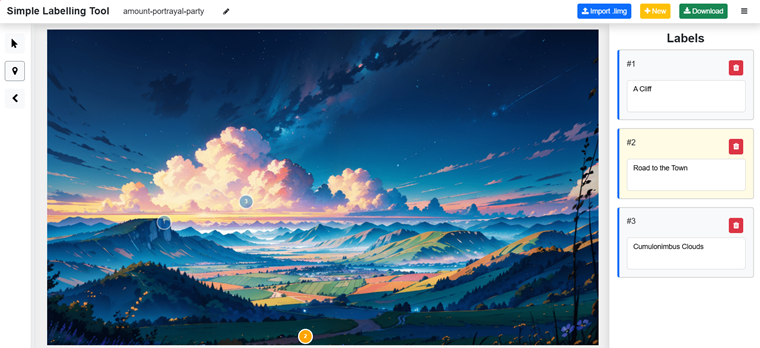 Simple Labelling Tool
amount-portrayal-party
Import .limg
New
Download
Labels
#1
A Cliff
#2
Road to the Town
#3
Cumulonimbus Clouds
3
2